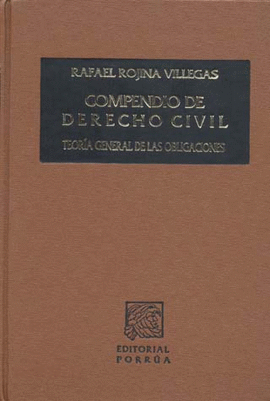 RAFAEL ROJINA VILLEGAS
COMPENDIO DE
DERECHO CIVIL
TEORÍA GENERAL DE LAS OBLIGACIONES
EDITORIAL
PORRÚA